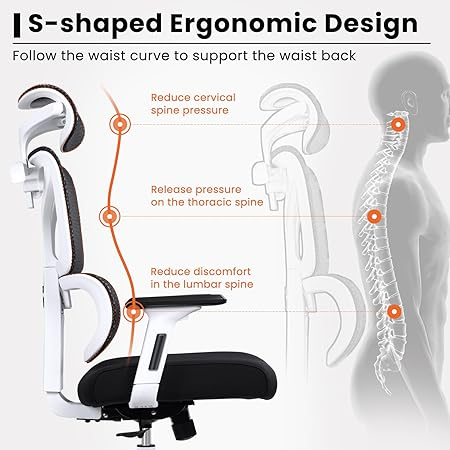 S-shaped Ergonomic Design
Follow the waist curve to support the waist back
Reduce cervical
spine pressure
Release pressure
on the thoracic spine
Reduce discomfort
in the lumbar spine